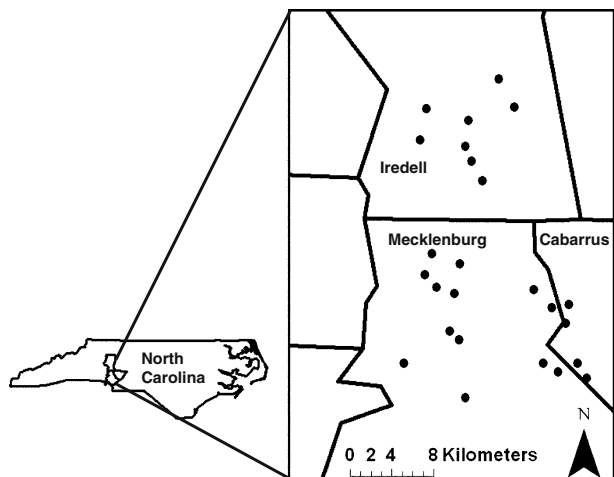 Iredell
Mecklenburg
Cabarrus
North
Carolina
N
0 2 4 8 Kilometers